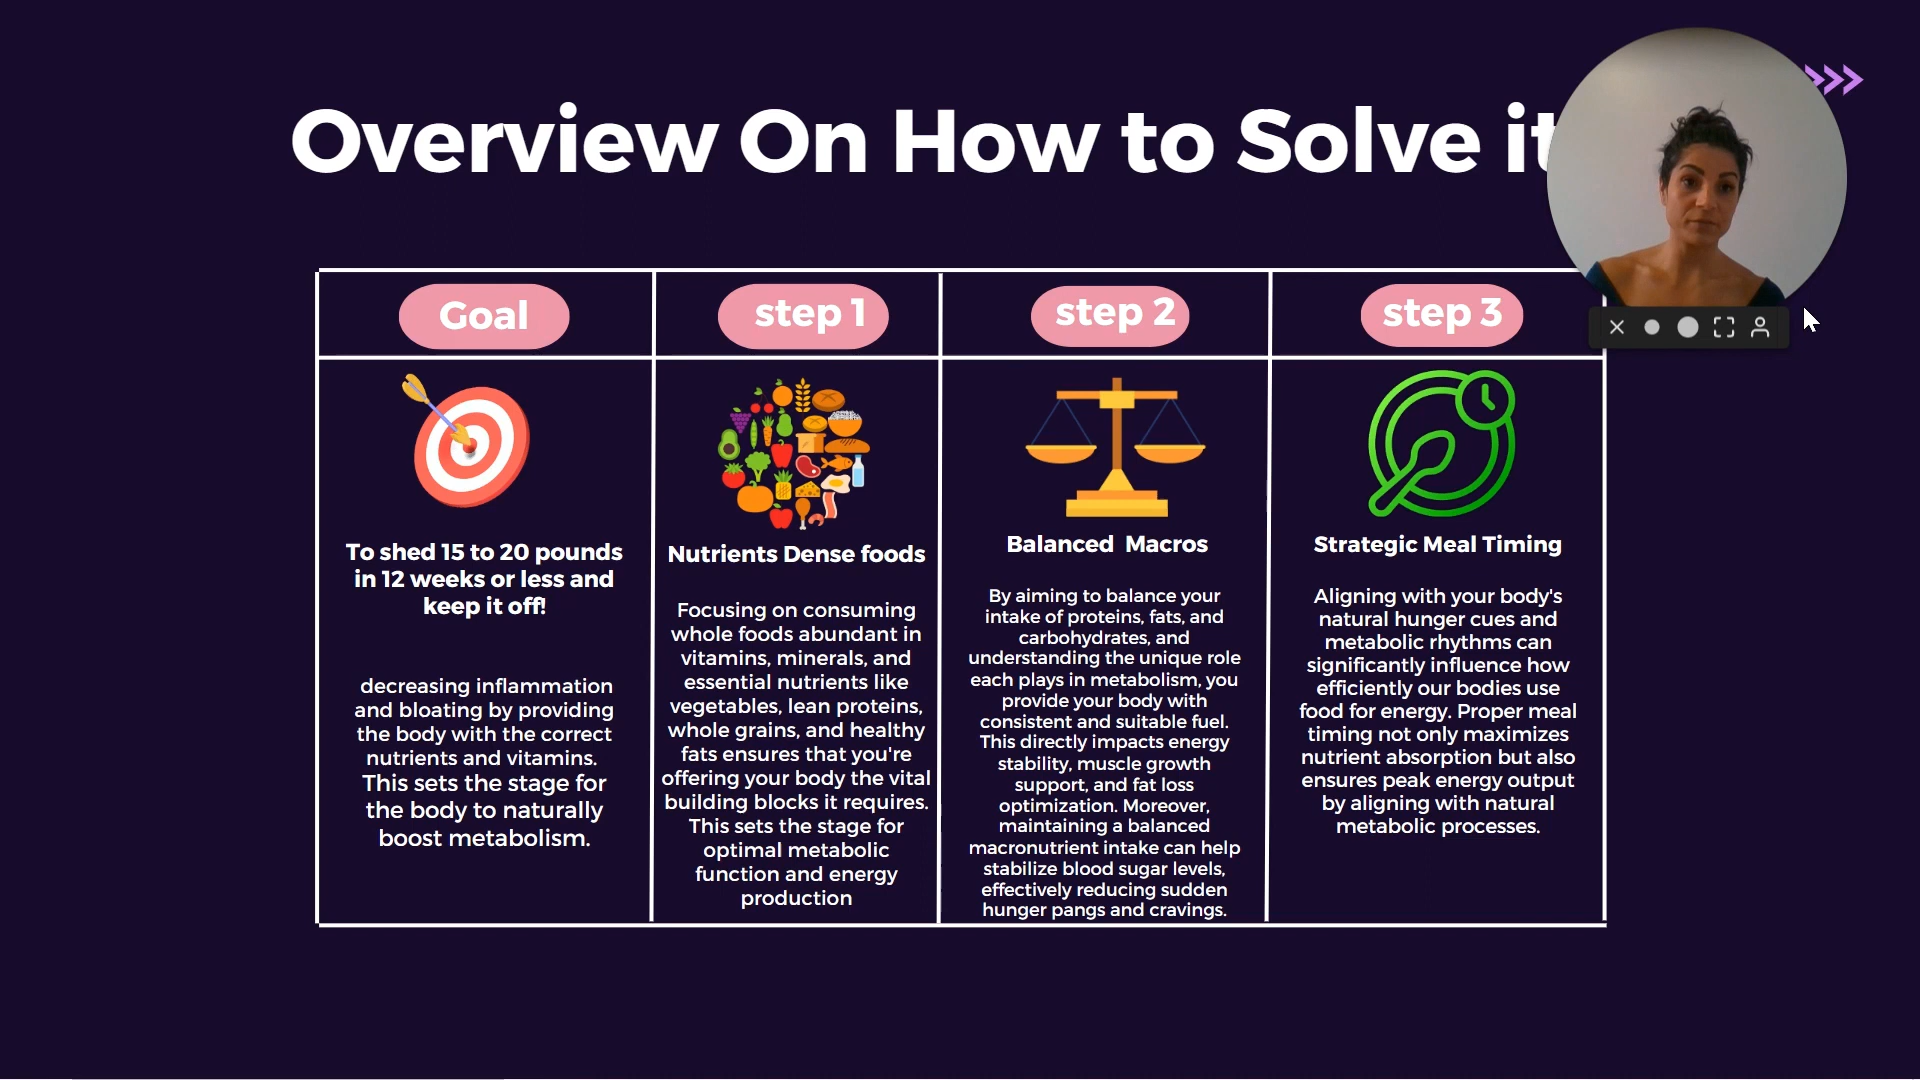 Overview On How to Solve it
Goal
step 1
step 2
step 3
To shed 15 to 20 pounds
in 12 weeks or less and
keep it off!
decreasing inflammation
and bloating by providing
the body with the correct
nutrients and vitamins.
This sets the stage for
the body to naturally
boost metabolism.
Nutrients Dense foods
Focusing on consuming
whole foods abundant in
vitamins, minerals, and
essential nutrients like
vegetables, lean proteins,
whole grains, and healthy
fats ensures that you're
offering your body the vital
building blocks it requires.
This sets the stage for
optimal metabolic
function and energy
production
Balanced  Macros
By aiming to balance your
intake of proteins, fats, and
carbohydrates, and
understanding the unique role
each plays in metabolism, you
provide your body with
consistent and suitable fuel.
This directly impacts energy
stability, muscle growth
support, and fat loss
optimization. Moreover,
maintaining a balanced
macronutrient intake can help
stabilize blood sugar levels,
effectively reducing sudden
hunger pangs and cravings.
Strategic Meal Timing
Aligning with your body's
natural hunger cues and
metabolic rhythms can
significantly influence how
efficiently our bodies use
food for energy. Proper meal
timing not only maximizes
nutrient absorption but also
ensures peak energy output
by aligning with natural
metabolic processes.